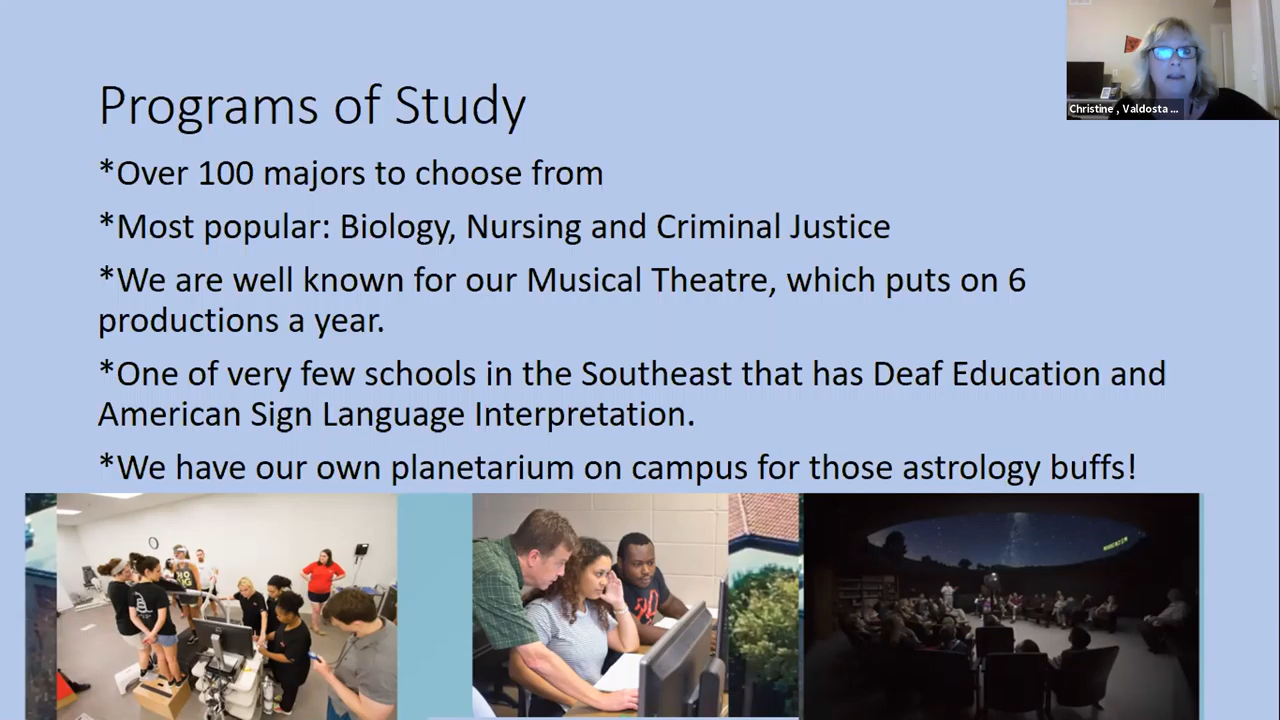 Programs of Study
*Over 100 majors to choose from
*Most popular: Biology, Nursing and Criminal Justice
*We are well known for our Musical Theatre, which puts on 6
productions a year.
*One of very few schools in the Southeast that has Deaf Education and
American Sign Language Interpretation.
*We have our own planetarium on campus for those astrology buffs!
Christine , Valdosta ...